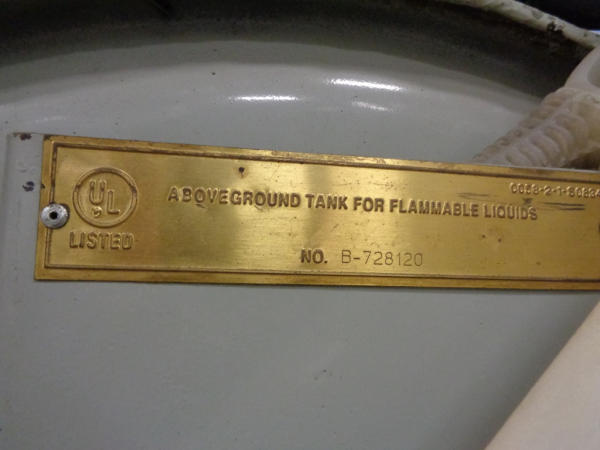 UL
ABOVEGROUND TANK FOR FLAMMABLE LIQUIDS
LISTED
NO. B-728120